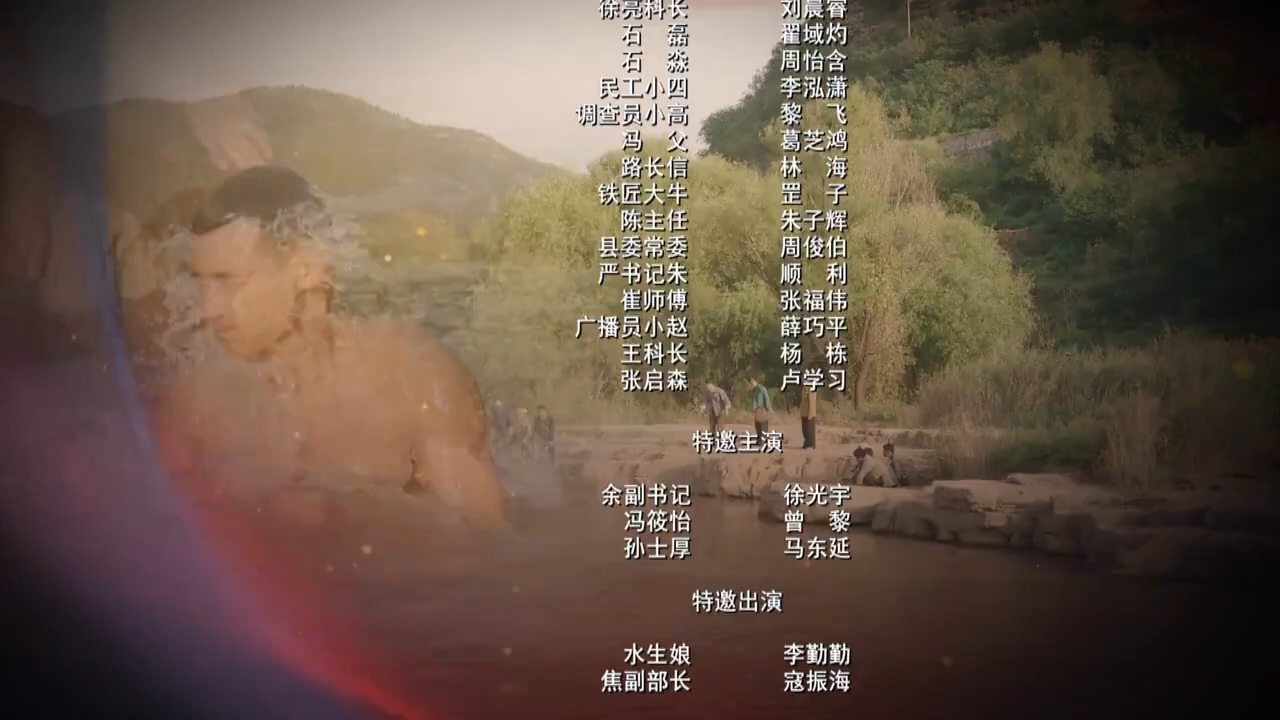 徐亮科长 刘晨睿
石磊 翟域灼
石淼 周怡含
民工小四 李泓潇
调查员小高 黎飞
冯父 葛芝鸿
路长信 林海
铁匠大牛 罡子
陈主任 朱子辉
县委常委 周俊伯
严书记朱 顺利
崔师傅 张福伟
广播员小赵 薛巧平
王科长 杨栋
张启森 卢学习
特邀主演
余副书记 徐光宇
冯筱怡 曾黎
孙士厚 马东延
特邀出演
水生娘 李勤勤
焦副部长 寇振海